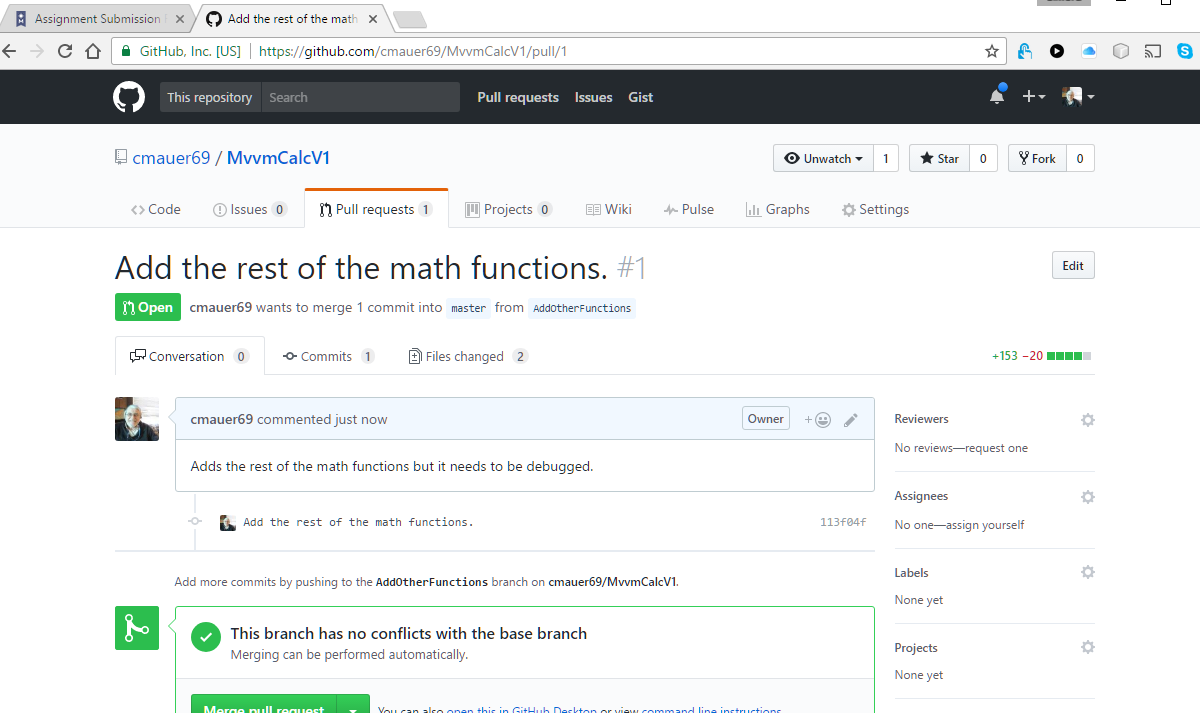 Assignment Submission
Add the rest of the math
GitHub, Inc. [US] https://github.com/cmauer69/MvvmCalcV1/pull/1
This repository Search Pull requests Issues Gist
cmauer69 / MvvmCalcV1
Unwatch 1 Star 0 Fork 0
Code Issues 0 Pull requests 1 Projects 0 Wiki Pulse Graphs Settings
Add the rest of the math functions. #1
Edit
Open cmauer69 wants to merge 1 commit into master from AddOtherFunctions
Conversation 0 Commits 1 Files changed 2 +153 −20
cmauer69 commented just now Owner
Adds the rest of the math functions but it needs to be debugged.
Add the rest of the math functions. 113f04f
Add more commits by pushing to the AddOtherFunctions branch on cmauer69/MvvmCalcV1.
This branch has no conflicts with the base branch
Merging can be performed automatically.
Merge pull request You can also open this in GitHub Desktop or view command line instructions.
Reviewers
No reviews—request one
Assignees
No one—assign yourself
Labels
None yet
Projects
None yet